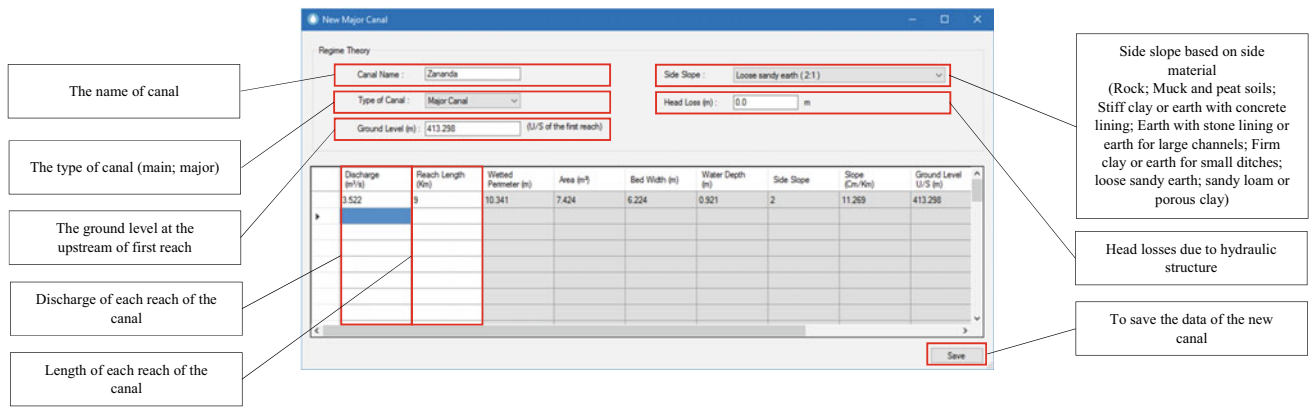 New Major Canal
Regime Theory
Canal Name :
Zananda
Side Slope :
Loose sandy earth ( 2:1 )
Type of Canal :
Major Canal
Head Loss (m) :
0.0
m
Ground Level (m) :
413.298
(U/S of the first reach)
Discharge
(m³/s)
Reach Length
(Km)
Wetted
Perimeter (m)
Area (m²)
Bed Width (m)
Water Depth
(m)
Side Slope
Slope
(Cm/Km)
Ground Level
U/S (m)
3.522
9
10.341
7.424
6.224
0.921
2
11.269
413.298
Save
The name of canal
The type of canal (main; major)
The ground level at the
upstream of first reach
Discharge of each reach of the
canal
Length of each reach of the
canal
Side slope based on side
material
(Rock; Muck and peat soils;
Stiff clay or earth with concrete
lining; Earth with stone lining or
earth for large channels; Firm
clay or earth for small ditches;
loose sandy earth; sandy loam or
porous clay)
Head losses due to hydraulic
structure
To save the data of the new
canal